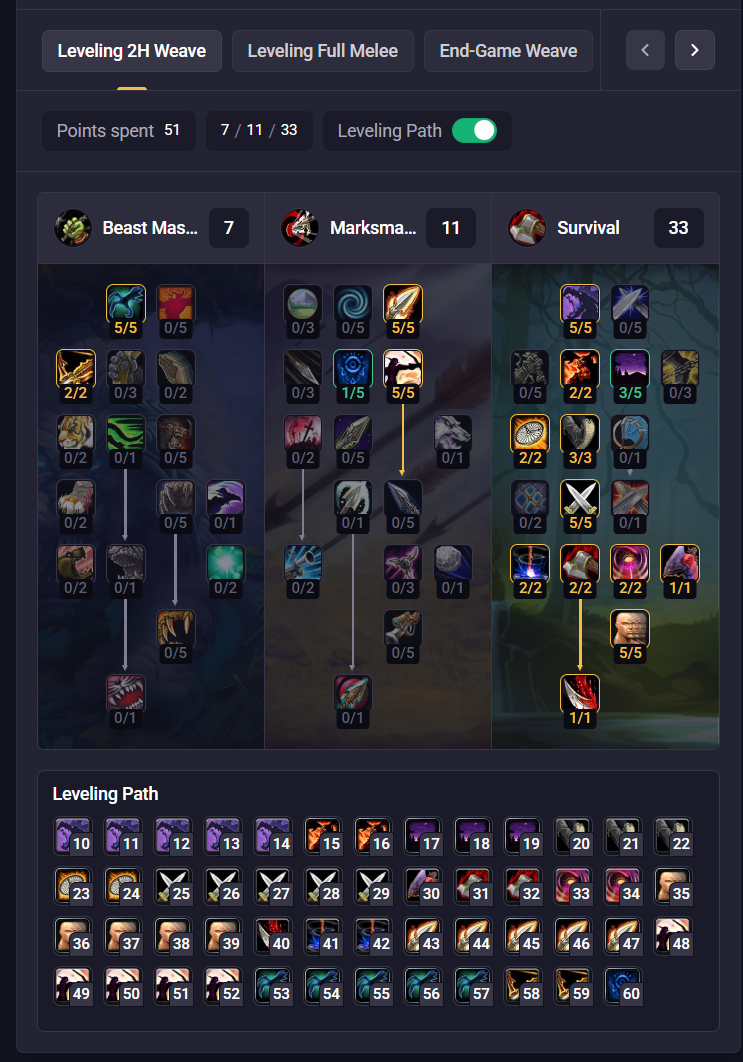 Leveling 2H Weave Leveling Full Melee End-Game Weave
Points spent 51 7 / 11 / 33 Leveling Path
Beast Mas... 7 Marksma... 11 Survival 33
5/5 0/5 0/3 0/5 5/5 5/5 0/5
2/2 0/3 0/2 0/3 1/5 5/5 0/5 2/2 3/5 0/3
0/2 0/1 0/5 0/2 0/5 0/1 2/2 3/3 0/1
0/2 0/5 0/1 0/1 0/5 0/2 5/5 0/1
0/2 0/1 0/2 0/2 0/3 0/1 2/2 2/2 2/2 1/1
0/5 0/5 5/5
0/1 0/1 1/1
Leveling Path
10 11 12 13 14 15 16 17 18 19 20 21 22
23 24 25 26 27 28 29 30 31 32 33 34 35
36 37 38 39 40 41 42 43 44 45 46 47 48
49 50 51 52 53 54 55 56 57 58 59 60